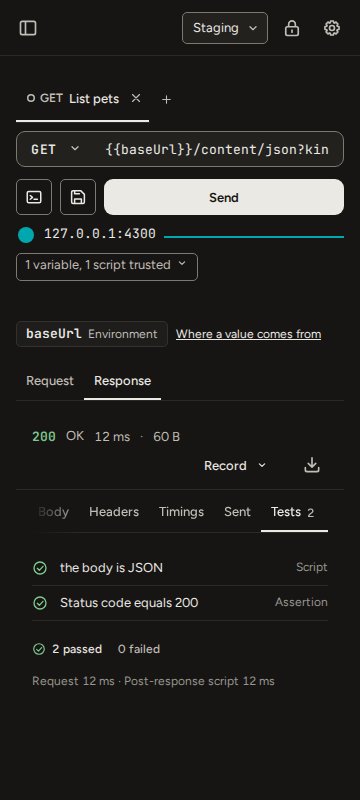 Staging
GET List pets
GET {{baseUrl}}/content/json?kin
Send
127.0.0.1:4300
1 variable, 1 script trusted
baseUrl Environment Where a value comes from
Request Response
200 OK 12 ms · 60 B
Record
Body Headers Timings Sent Tests 2
the body is JSON Script
Status code equals 200 Assertion
2 passed 0 failed
Request 12 ms · Post-response script 12 ms